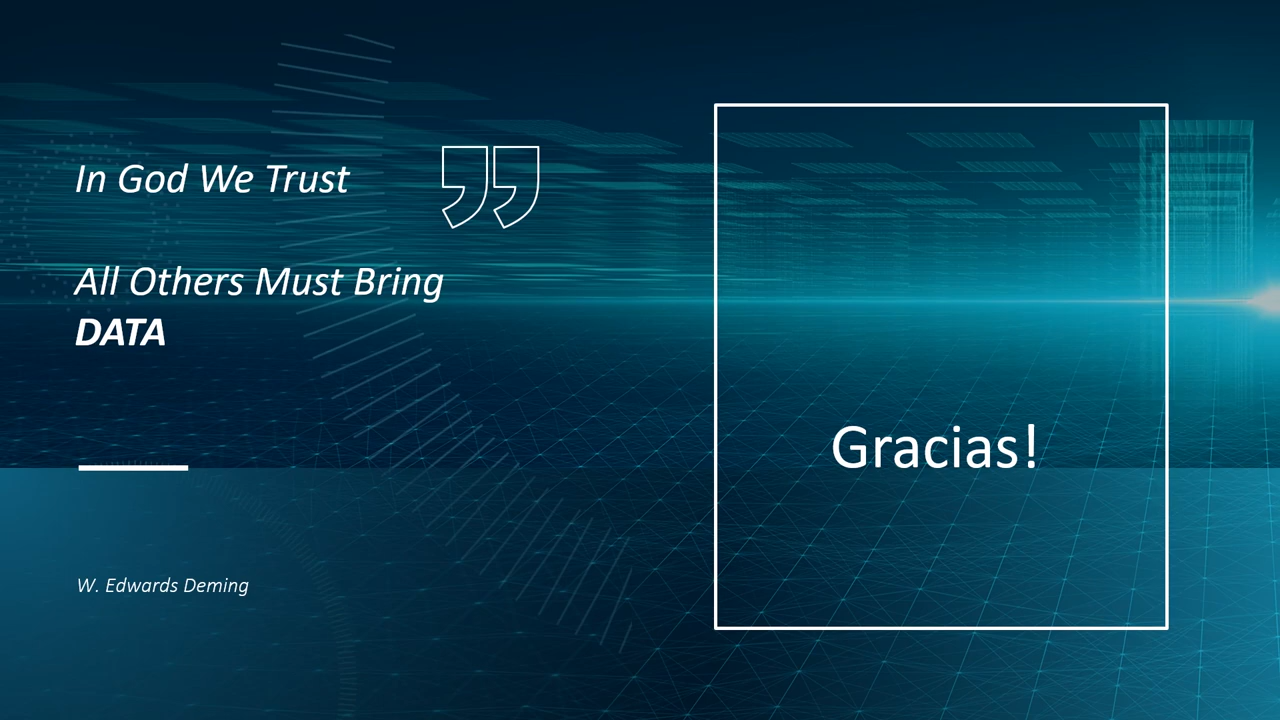 In God We Trust
All Others Must Bring
DATA
W. Edwards Deming
Gracias!